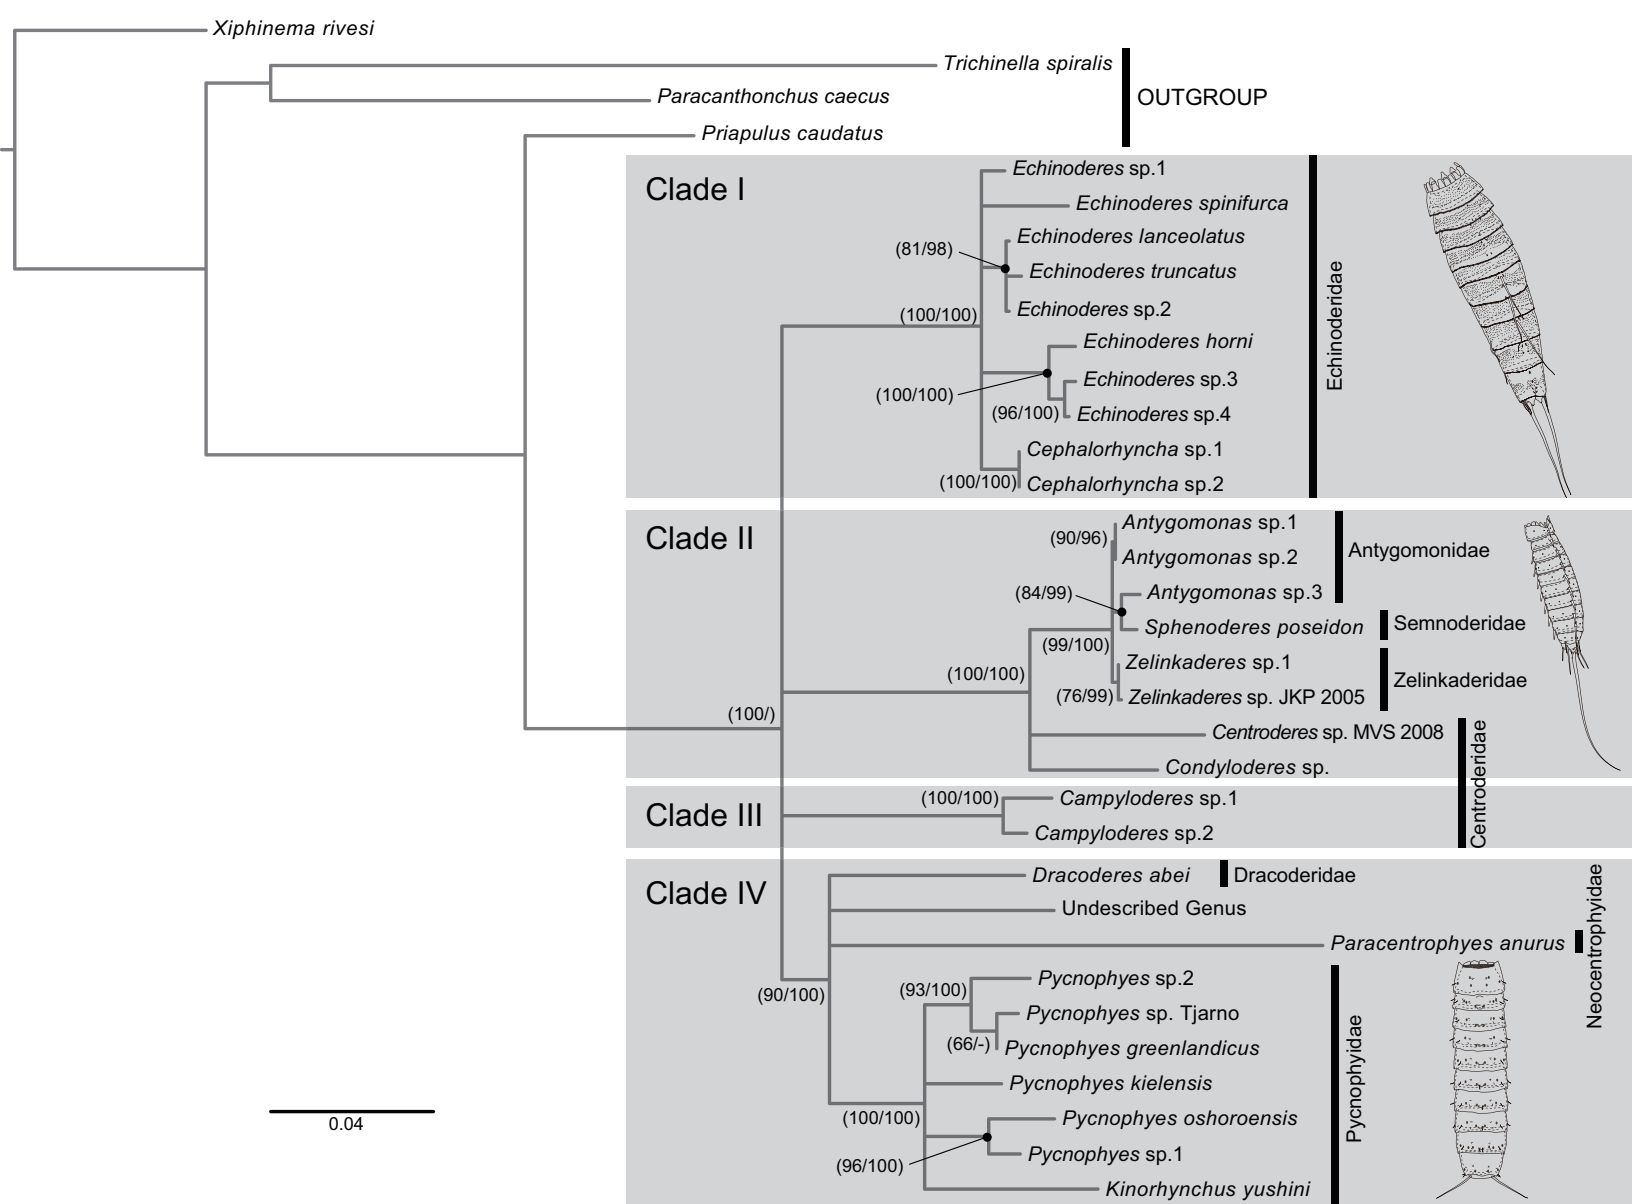 Xiphinema rivesi
Trichinella spiralis
Paracanthonchus caecus
OUTGROUP
Priapulus caudatus
Clade I
Echinoderes sp.1
Echinoderes spinifurca
Echinoderes lanceolatus
(81/98)
Echinoderes truncatus
Echinoderes sp.2
(100/100)
Echinoderes horni
Echinoderes sp.3
(100/100)
(96/100)
Echinoderes sp.4
Cephalorhyncha sp.1
(100/100)
Cephalorhyncha sp.2
Echinoderidae
Clade II
Antygomonas sp.1
(90/96)
Antygomonas sp.2
Antygomonidae
(84/99)
Antygomonas sp.3
Sphenoderes poseidon
Semnoderidae
(99/100)
Zelinkaderes sp.1
(100/100)
Zelinkaderidae
(76/99)
Zelinkaderes sp. JKP 2005
(100/)
Centroderes sp. MVS 2008
Condyloderes sp.
Centroderidae
Clade III
(100/100)
Campyloderes sp.1
Campyloderes sp.2
Clade IV
Dracoderes abei
Dracoderidae
Undescribed Genus
Paracentrophyes anurus
Neocentrophyidae
(90/100)
Pycnophyes sp.2
(93/100)
Pycnophyes sp. Tjarno
(66/-)
Pycnophyes greenlandicus
Pycnophyes kielensis
(100/100)
Pycnophyes oshoroensis
Pycnophyes sp.1
(96/100)
Kinorhynchus yushini
Pycnophyidae
0.04